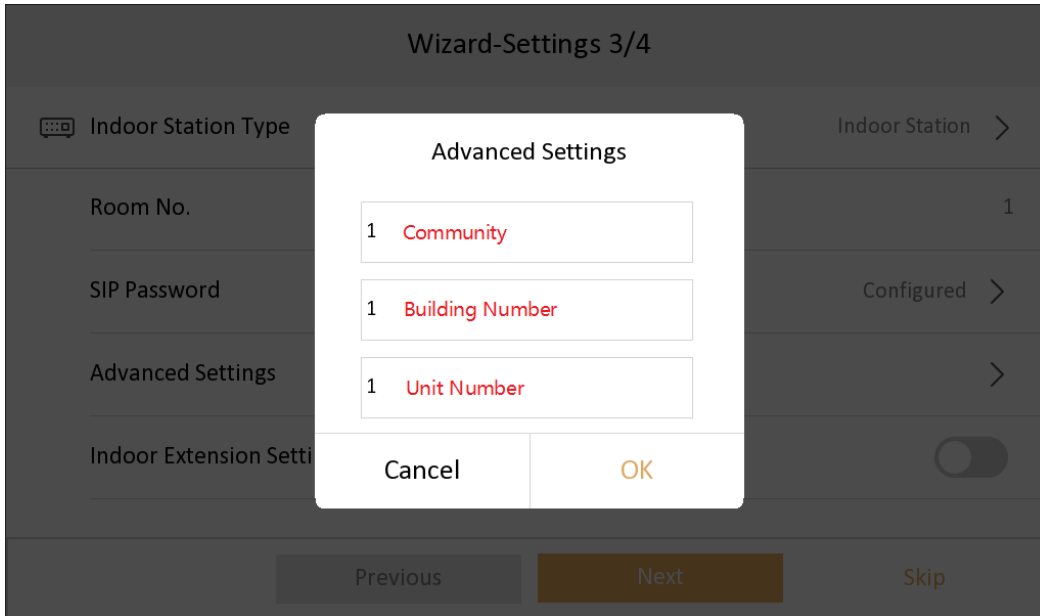 Wizard-Settings 3/4
Indoor Station Type
Indoor Station
Advanced Settings
Room No.
1
1 Community
SIP Password
Configured
1 Building Number
Advanced Settings
1 Unit Number
Indoor Extension Setti
Cancel
OK
Previous
Next
Skip